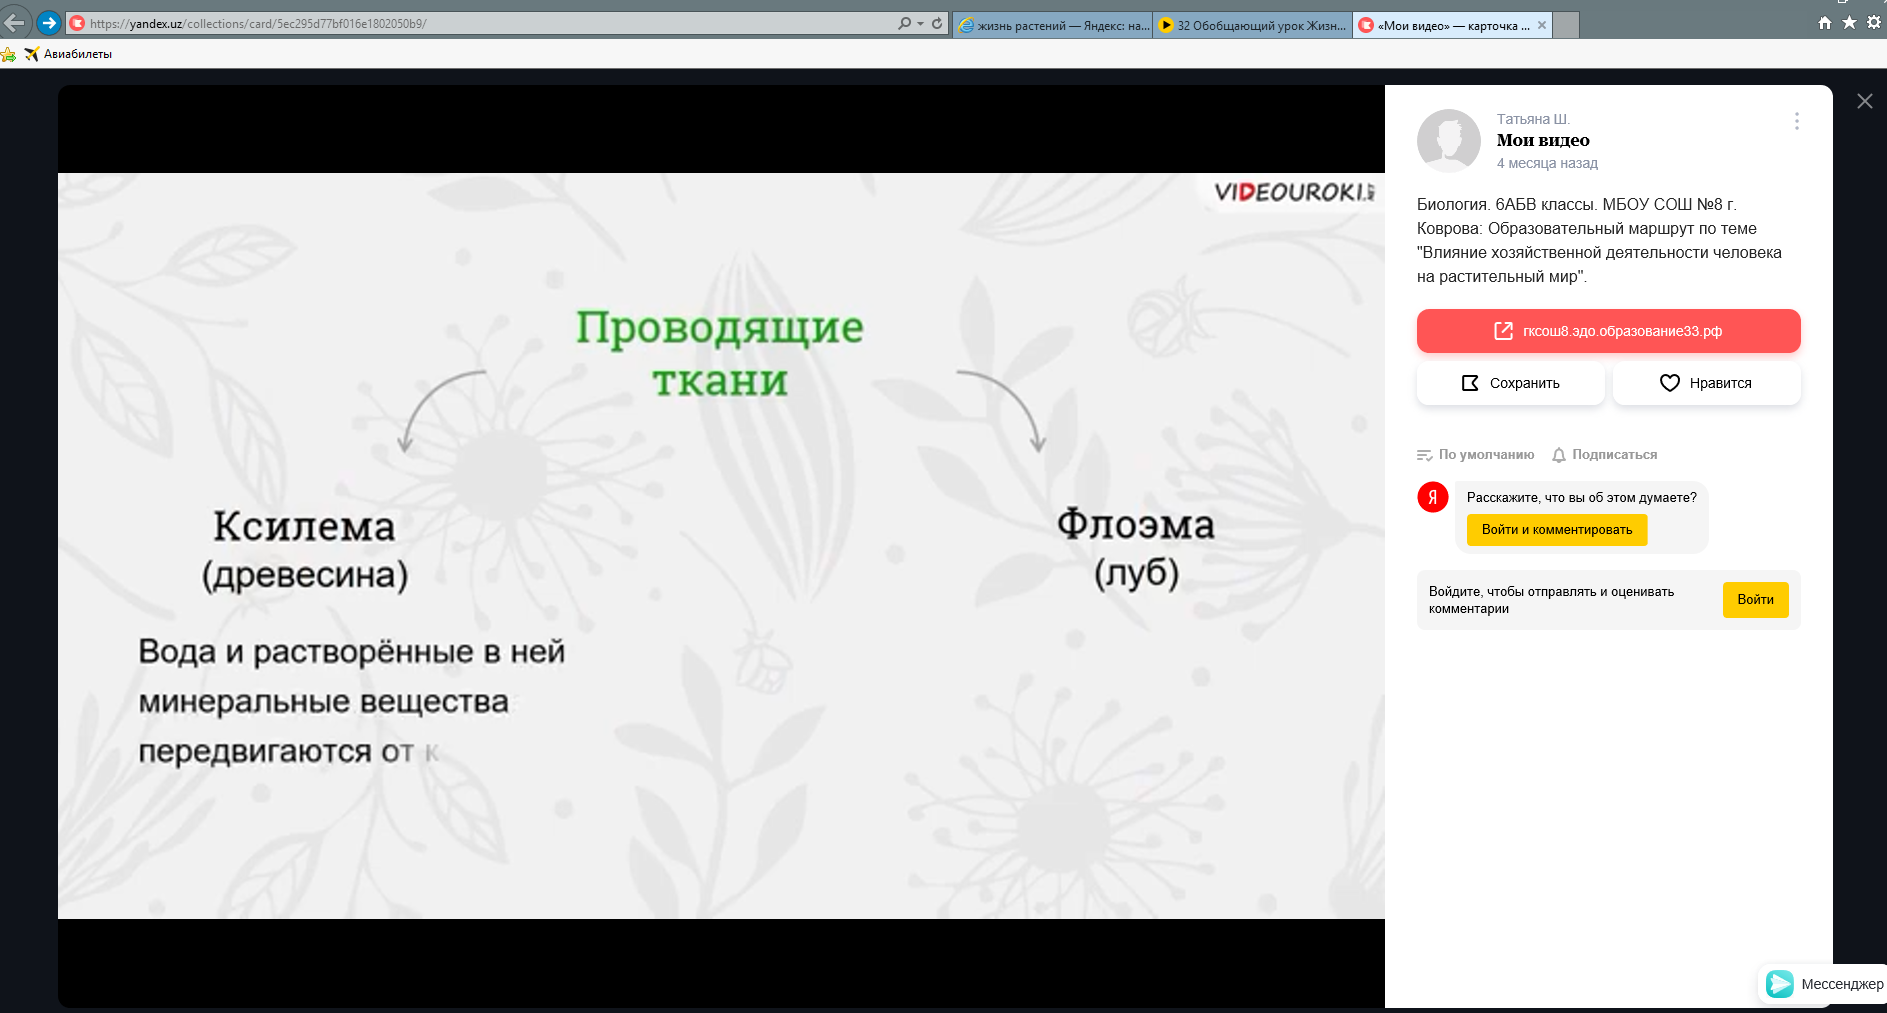 https://yandex.uz/collections/card/5ec295d77bf016e1802050b9/
жизнь растений — Яндекс: на...
32 Обобщающий урок Жизн...
«Мои видео» — карточка ...
Авиабилеты
VIDEOUROKI.NET
Проводящие
ткани
Ксилема
(древесина)
Флоэма
(луб)
Вода и растворённые в ней
минеральные вещества
передвигаются от к
Татьяна Ш.
Мои видео
4 месяца назад
Биология. 6АБВ классы. МБОУ СОШ №8 г.
Коврова: Образовательный маршрут по теме
"Влияние хозяйственной деятельности человека
на растительный мир".
гксош8.эдо.образование33.рф
Сохранить
Нравится
По умолчанию
Подписаться
Я
Расскажите, что вы об этом думаете?
Войти и комментировать
Войдите, чтобы отправлять и оценивать
комментарии
Войти
Мессенджер